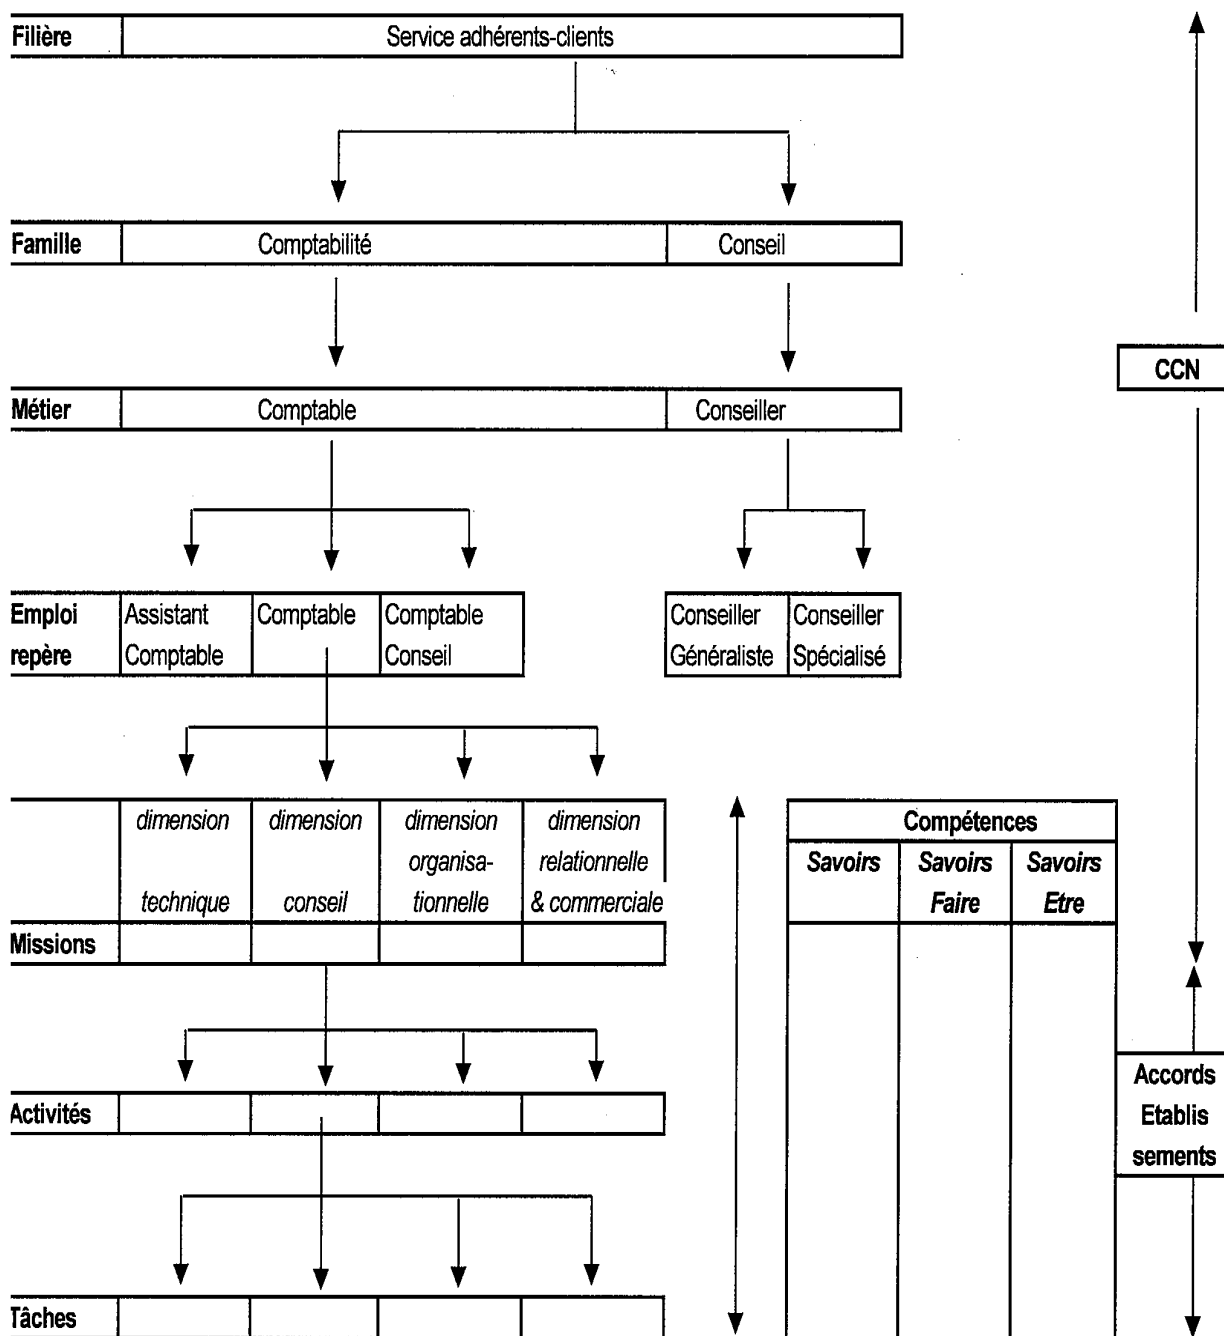 Filière Service adhérents-clients
Famille Comptabilité Conseil
CCN
Métier Comptable Conseiller
Emploi Assistant Comptable Comptable Conseiller Conseiller
repère Comptable Conseil Généraliste Spécialisé
dimension dimension dimension dimension Compétences
organisa- relationnelle Savoirs Savoirs Savoirs
technique conseil tionnelle & commerciale Faire Etre
Missions
Accords
Activités Etablis
sements
Tâches